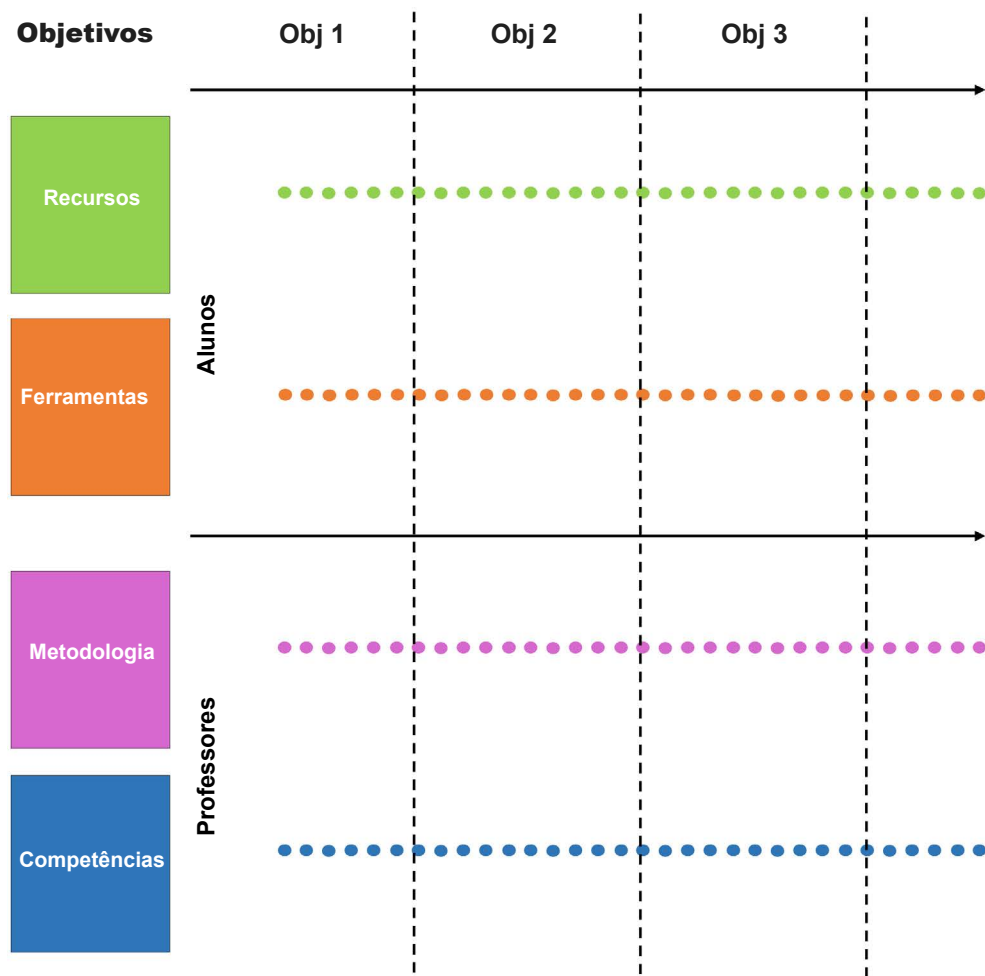 Objetivos
Obj 1
Obj 2
Obj 3
Recursos
Alunos
Ferramentas
Metodologia
Professores
Competências